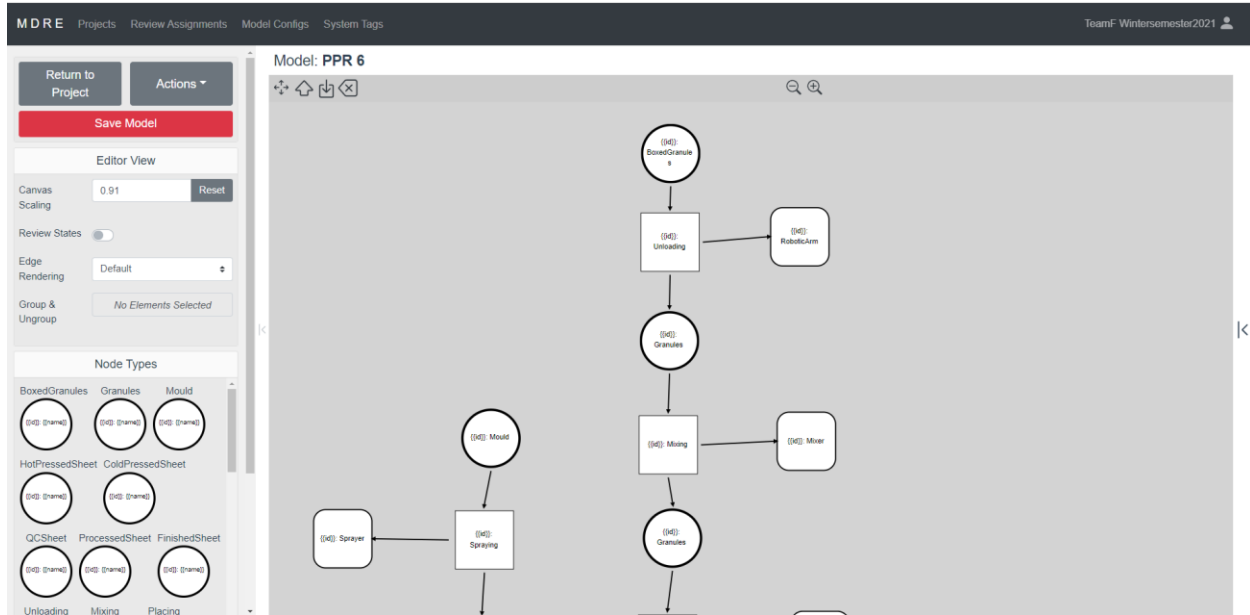 MDRE Projects Review Assignments Model Configs System Tags TeamF Wintersemester2021
Model: PPR 6
Return to
Project
Actions
Save Model
Editor View
Canvas
Scaling
0.91 Reset
Review States
Edge
Rendering
Default
Group &
Ungroup
No Elements Selected
Node Types
BoxedGranules Granules Mould
{{id}}: {{name}} {{id}}: {{name}} {{id}}: {{name}}
HotPressedSheet ColdPressedSheet
{{id}}: {{name}} {{id}}: {{name}}
QCSheet ProcessedSheet FinishedSheet
{{id}}: {{name}} {{id}}: {{name}} {{id}}: {{name}}
Unloading Mixing Placing
{{id}}:
BoxedGranule
s
{{id}}:
Unloading
{{id}}:
RoboticArm
{{id}}:
Granules
{{id}}: Mould
{{id}}: Mixing
{{id}}: Mixer
{{id}}: Sprayer
{{id}}:
Spraying
{{id}}:
Granules